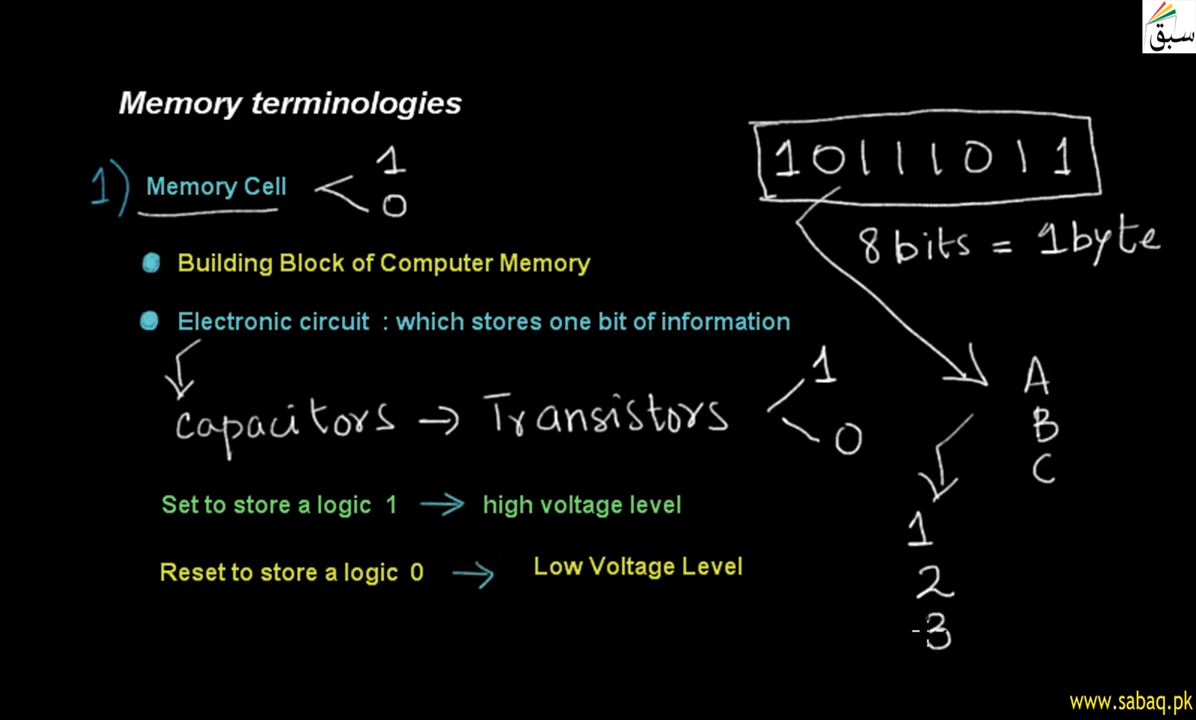 سبق
Memory terminologies
1) Memory Cell < 1
0
10111011
8 bits = 1 byte
Building Block of Computer Memory
Electronic circuit : which stores one bit of information
capacitors → Transistors < 1
0
A
B
C
Set to store a logic 1 → high voltage level
Reset to store a logic 0 → Low Voltage Level
1
2
3
www.sabaq.pk